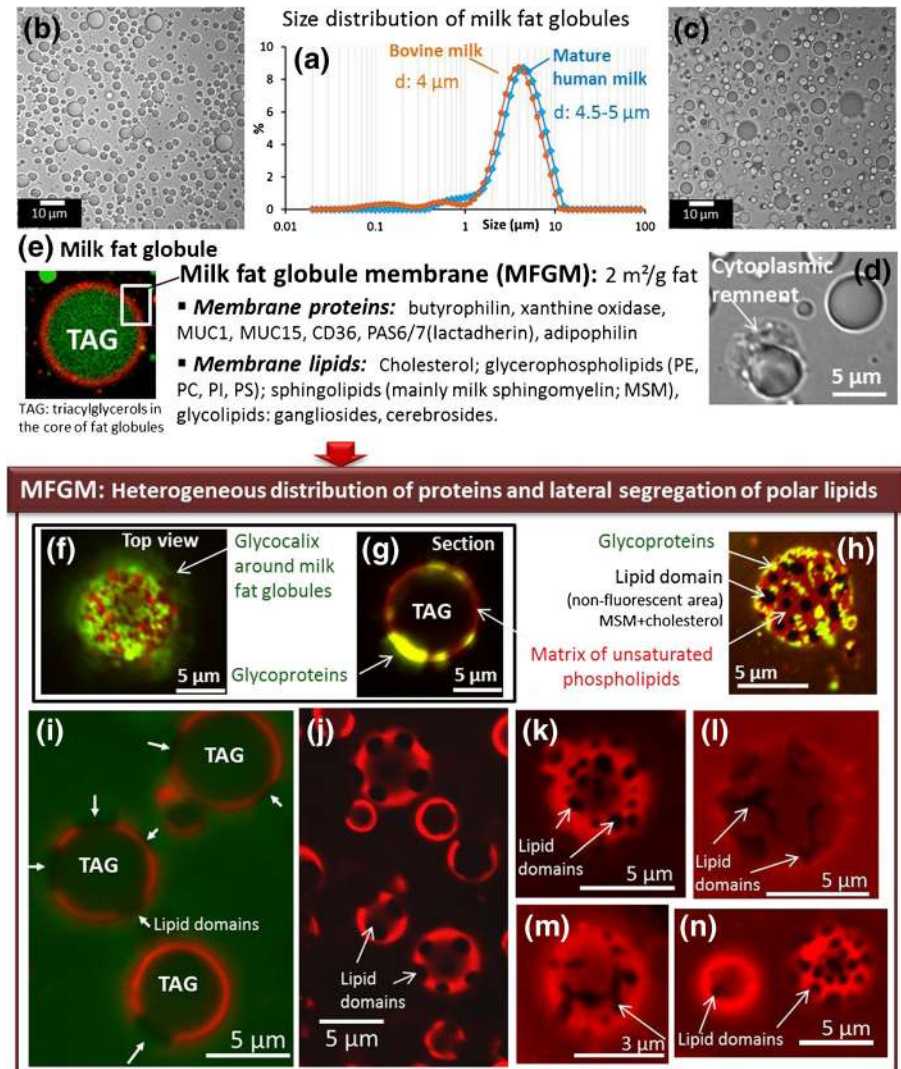 (b)
Size distribution of milk fat globules
(c)
(a)
Bovine milk
d: 4 µm
Mature
human milk
d: 4.5-5 µm
10
8
6
4
2
0
%
0.01
0.1
1
10
100
Size (µm)
10 µm
10 µm
(e) Milk fat globule
TAG
TAG: triacylglycerols in
the core of fat globules
Milk fat globule membrane (MFGM): 2 m²/g fat
▪ Membrane proteins: butyrophilin, xanthine oxidase,
MUC1, MUC15, CD36, PAS6/7(lactadherin), adipophilin
▪ Membrane lipids: Cholesterol; glycerophospholipids (PE,
PC, PI, PS); sphingolipids (mainly milk sphingomyelin; MSM),
glycolipids: gangliosides, cerebrosides.
(d)
Cytoplasmic
remnent
5 µm
MFGM: Heterogeneous distribution of proteins and lateral segregation of polar lipids
(f)
Top view
5 µm
Glycocalix
around milk
fat globules
Glycoproteins
(g)
Section
TAG
5 µm
Glycoproteins
Lipid domain
(non-fluorescent area)
MSM+cholesterol
Matrix of unsaturated
phospholipids
(h)
5 µm
(i)
TAG
TAG
Lipid domains
TAG
5 µm
(j)
Lipid
domains
5 µm
(k)
Lipid
domains
5 µm
(l)
Lipid
domains
5 µm
(m)
3 µm
(n)
Lipid domains
5 µm